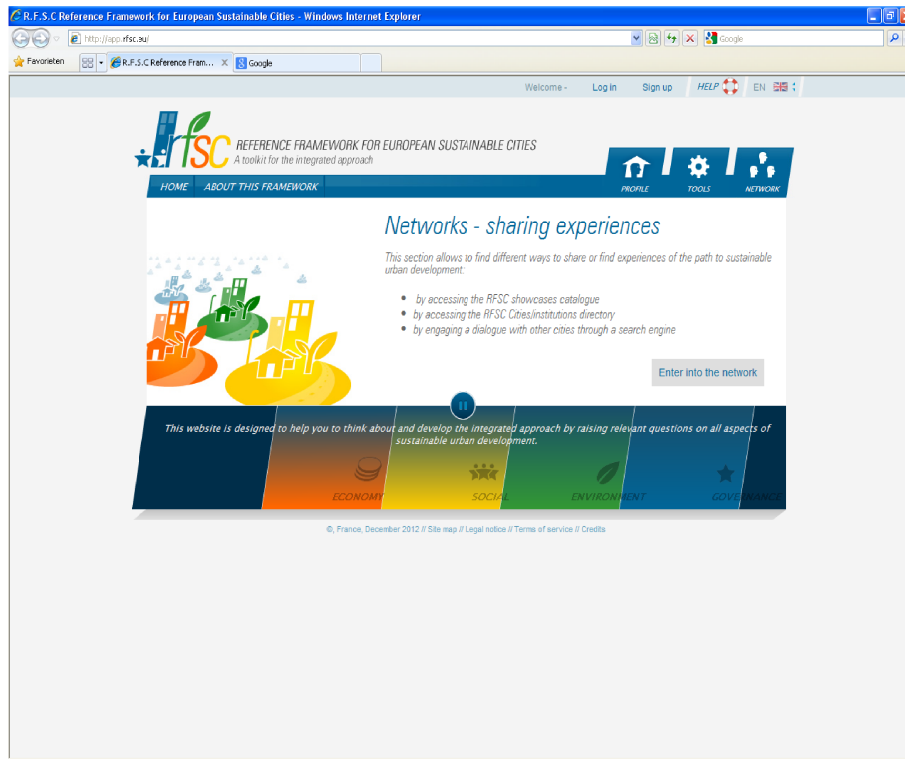 R.F.S.C Reference Framework for European Sustainable Cities - Windows Internet Explorer
http://app.rfsc.eu/
Google
Favorieten
R.F.S.C Reference Fram...
Google
Welcome -
Log in
Sign up
HELP
EN
rfsc
REFERENCE FRAMEWORK FOR EUROPEAN SUSTAINABLE CITIES
A toolkit for the integrated approach
HOME
ABOUT THIS FRAMEWORK
PROFILE
TOOLS
NETWORK
Networks - sharing experiences
This section allows to find different ways to share or find experiences of the path to sustainable
urban development:
• by accessing the RFSC showcases catalogue
• by accessing the RFSC Cities/institutions directory
• by engaging a dialogue with other cities through a search engine
Enter into the network
This website is designed to help you to think about and develop the integrated approach by raising relevant questions on all aspects of
sustainable urban development.
ECONOMY
SOCIAL
ENVIRONMENT
GOVERNANCE
©, France, December 2012 // Site map // Legal notice // Terms of service // Credits